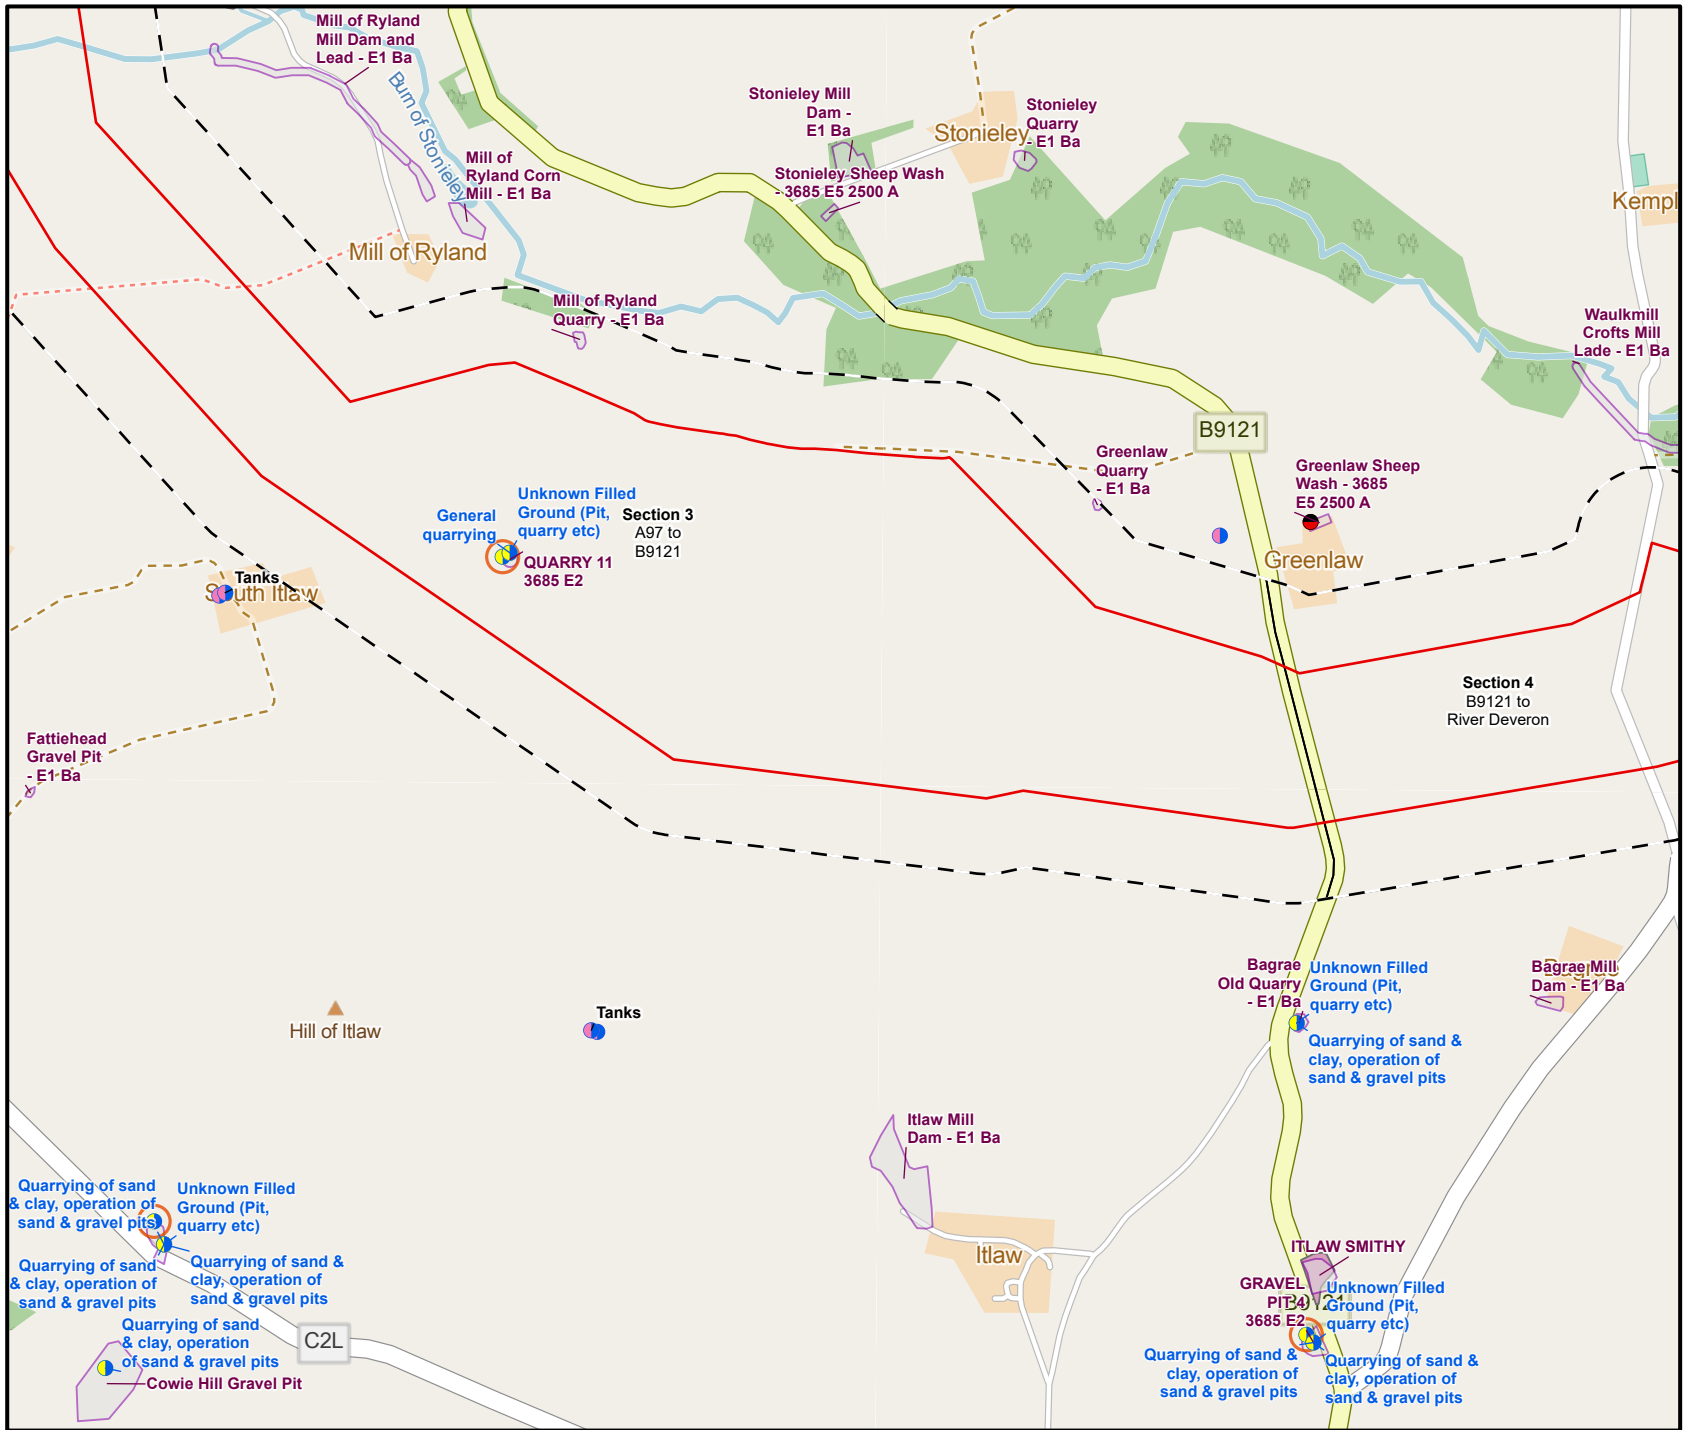 Mill of Ryland
Mill Dam and
Lead - E1 Ba
Burn of Stonieley
Mill of
Ryland Corn
Mill - E1 Ba
Mill of Ryland
Stonieley Mill
Dam -
E1 Ba
Stonieley
Stonieley
Quarry
- E1 Ba
Stonieley Sheep Wash
- 3685 E5 2500 A
Kempl
Mill of Ryland
Quarry - E1 Ba
Waulkmill
Crofts Mill
Lade - E1 Ba
B9121
Greenlaw
Quarry
- E1 Ba
Greenlaw Sheep
Wash - 3685
E5 2500 A
Greenlaw
General
quarrying
Unknown Filled
Ground (Pit,
quarry etc)
QUARRY 11
3685 E2
Section 3
A97 to
B9121
Tanks
South Itlaw
Section 4
B9121 to
River Deveron
Fattiehead
Gravel Pit
- E1 Ba
Bagrae
Old Quarry
- E1 Ba
Unknown Filled
Ground (Pit,
quarry etc)
Quarrying of sand &
clay, operation of
sand & gravel pits
Bagrae
Bagrae Mill
Dam - E1 Ba
Hill of Itlaw
Tanks
Itlaw Mill
Dam - E1 Ba
Itlaw
Quarrying of sand
& clay, operation of
sand & gravel pits
Unknown Filled
Ground (Pit,
quarry etc)
Quarrying of sand
& clay, operation of
sand & gravel pits
Quarrying of sand &
clay, operation of
sand & gravel pits
Quarrying of sand
& clay, operation
of sand & gravel pits
Cowie Hill Gravel Pit
C2L
ITLAW SMITHY
GRAVEL
PIT 4
3685 E2
B9121
Unknown Filled
Ground (Pit,
quarry etc)
Quarrying of sand &
clay, operation of
sand & gravel pits
Quarrying of sand &
clay, operation of
sand & gravel pits